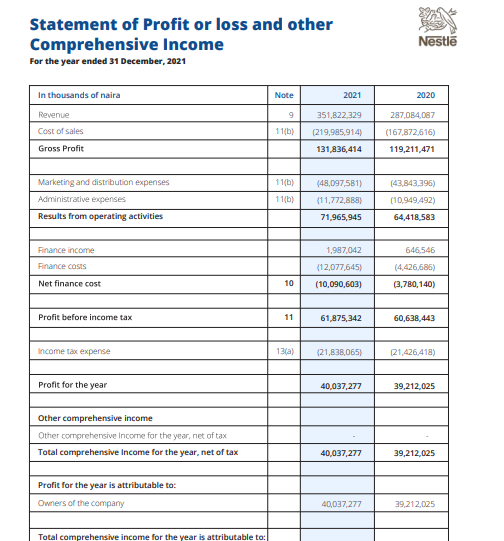 Statement of Profit or loss and other
Comprehensive Income
For the year ended 31 December, 2021
Nestlé
In thousands of naira Note 2021 2020
Revenue 9 351,822,329 287,084,087
Cost of sales 11(b) (219,985,914) (167,872,616)
Gross Profit 131,836,414 119,211,471
Marketing and distribution expenses 11(b) (48,097,581) (43,843,396)
Administrative expenses 11(b) (11,772,888) (10,949,492)
Results from operating activities 71,965,945 64,418,583
Finance income 1,987,042 646,546
Finance costs (12,077,645) (4,426,686)
Net finance cost 10 (10,090,603) (3,780,140)
Profit before income tax 11 61,875,342 60,638,443
Income tax expense 13(a) (21,838,065) (21,426,418)
Profit for the year 40,037,277 39,212,025
Other comprehensive income
Other comprehensive Income for the year, net of tax - -
Total comprehensive Income for the year, net of tax 40,037,277 39,212,025
Profit for the year is attributable to:
Owners of the company 40,037,277 39,212,025
Total comprehensive income for the year is attributable to: